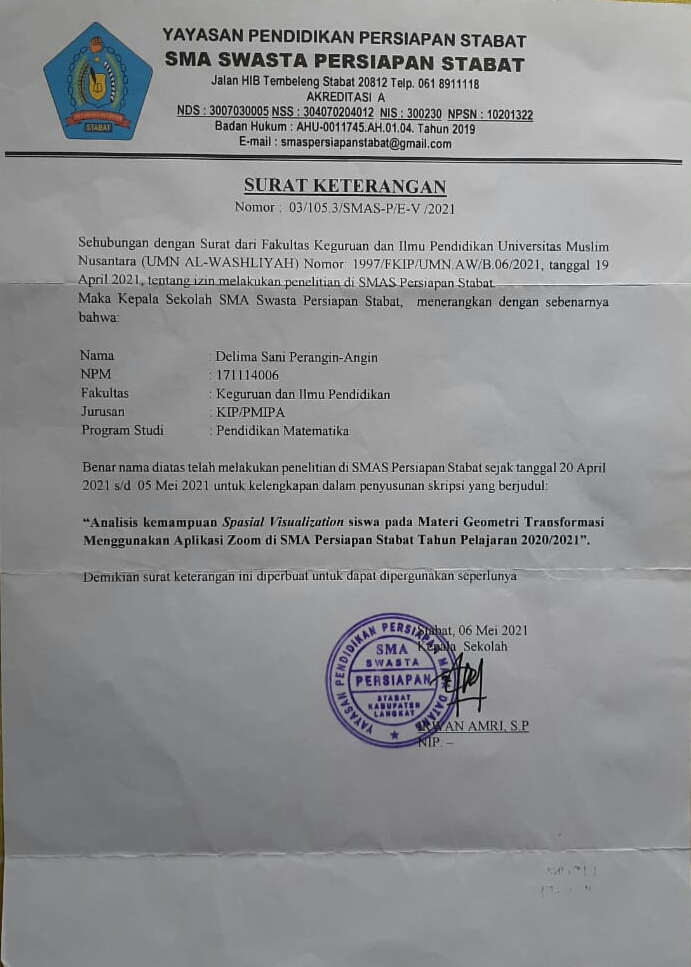 YAYASAN PENDIDIKAN PERSIAPAN STABAT
SMA SWASTA PERSIAPAN STABAT
Jalan HIB Tembeleng Stabat 20812 Telp. 061 8911118
AKREDITASI A
NDS : 3007030005 NSS : 304070204012 NIS : 300230 NPSN : 10201322
Badan Hukum : AHU-0011745.AH.01.04. Tahun 2019
E-mail : smaspersiapanstabat@gmail.com
STABAT
SURAT KETERANGAN
Nomor : 03/105.3/SMAS-P/E-V /2021
Sehubungan dengan Surat dari Fakultas Keguruan dan Ilmu Pendidikan Universitas Muslim
Nusantara (UMN AL-WASHLIYAH) Nomor: 1997/FKIP/UMN.AW/B.06/2021, tanggal 19
April 2021, tentang izin melakukan penelitian di SMAS Persiapan Stabat.
Maka Kepala Sekolah SMA Swasta Persiapan Stabat, menerangkan dengan sebenarnya
bahwa:
Nama : Delima Sani Perangin-Angin
NPM : 171114006
Fakultas : Keguruan dan Ilmu Pendidikan
Jurusan : KIP/PMIPA
Program Studi : Pendidikan Matematika
Benar nama diatas telah melakukan penelitian di SMAS Persiapan Stabat sejak tanggal 20 April
2021 s/d 05 Mei 2021 untuk kelengkapan dalam penyusunan skripsi yang berjudul:
“Analisis kemampuan Spasial Visualization siswa pada Materi Geometri Transformasi
Menggunakan Aplikasi Zoom di SMA Persiapan Stabat Tahun Pelajaran 2020/2021”.
Demikian surat keterangan ini diperbuat untuk dapat dipergunakan seperlunya
Stabat, 06 Mei 2021
Kepala Sekolah
YAYASAN PENDIDIKAN PERSIAPAN
SMA
SWASTA
PERSIAPAN
STABAT
KABUPATEN
LANGKAT
IRWAN AMRI, S.P
NIP. –